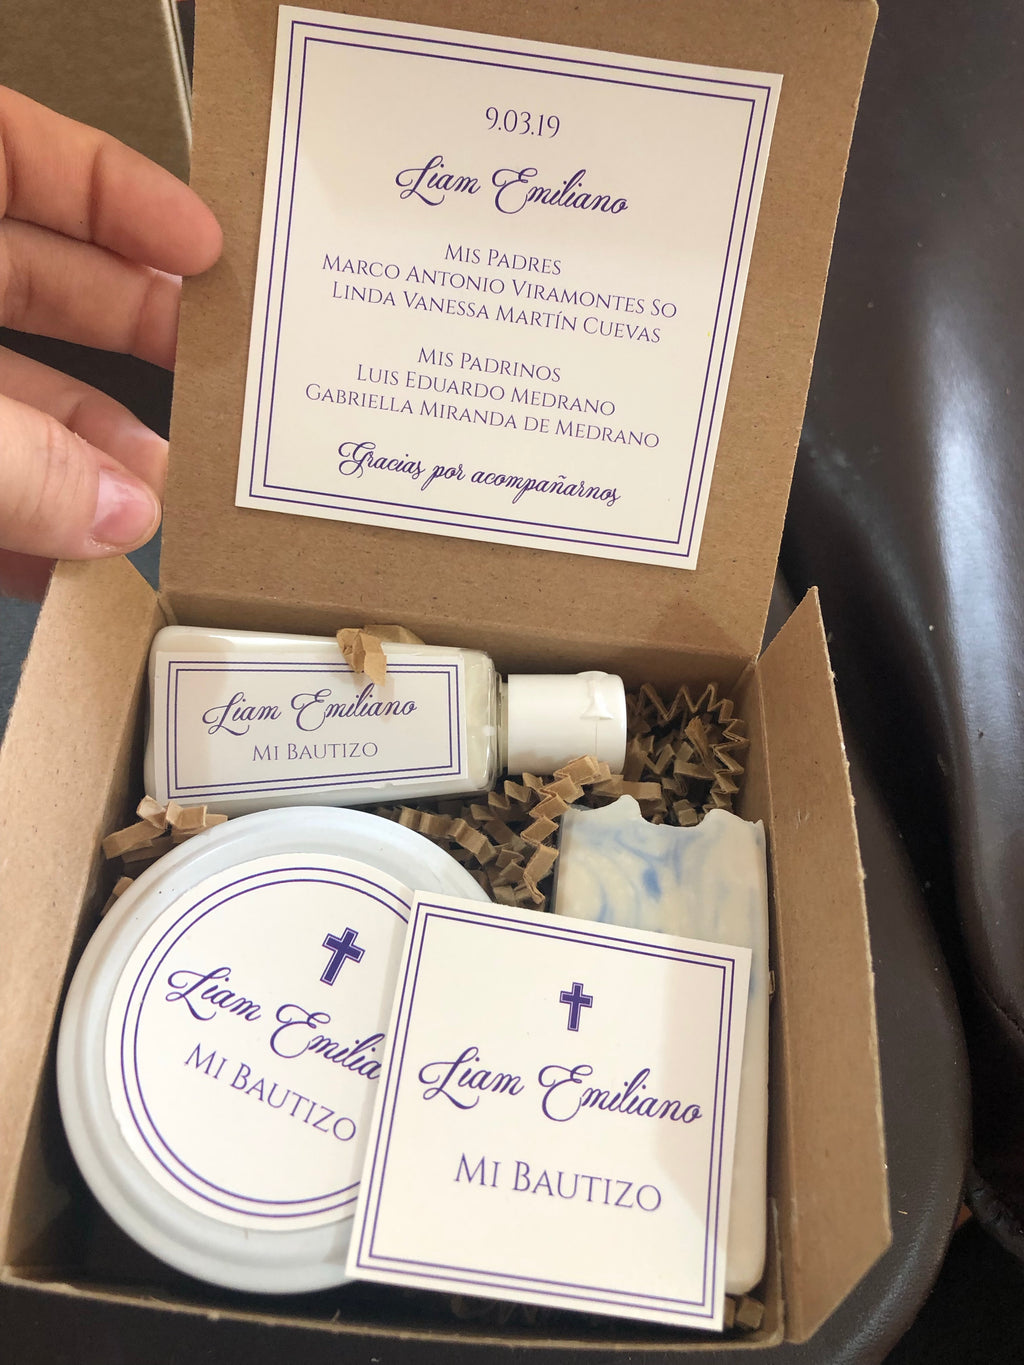 9.03.19
Liam Emiliano
Mis Padres
Marco Antonio Viramontes So
Linda Vanessa Martín Cuevas
Mis Padrinos
Luis Eduardo Medrano
Gabriella Miranda de Medrano
Gracias por acompañarnos
Liam Emiliano
Mi Bautizo
Liam Emilia
Mi Bautizo
Liam Emiliano
Mi Bautizo